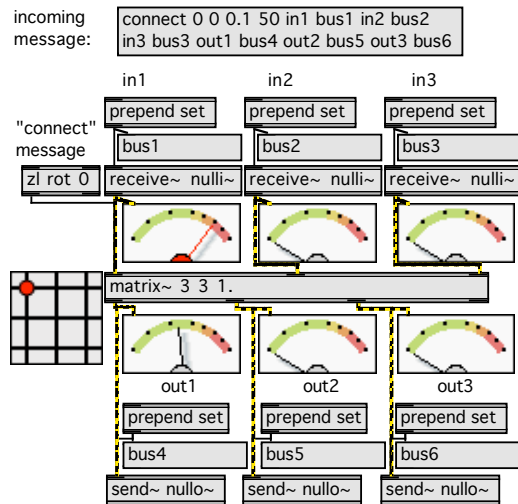 incoming message:
connect 0 0 0.1 50 in1 bus1 in2 bus2
in3 bus3 out1 bus4 out2 bus5 out3 bus6
in1 in2 in3
prepend set prepend set prepend set
"connect" message
bus1 bus2 bus3
zl rot 0 receive~ nulli~ receive~ nulli~ receive~ nulli~
matrix~ 3 3 1.
out1 out2 out3
prepend set prepend set prepend set
bus4 bus5 bus6
send~ nullo~ send~ nullo~ send~ nullo~